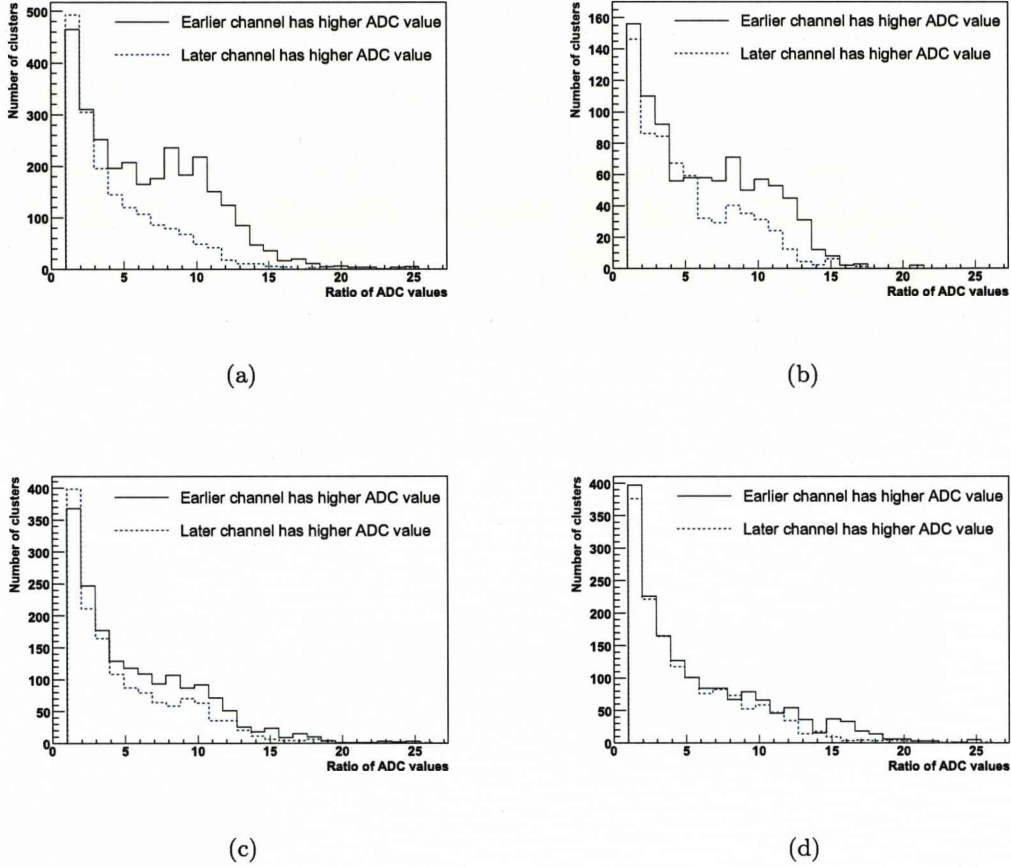 Number of clusters
500
400
300
200
100
0
Earlier channel has higher ADC value
Later channel has higher ADC value
0 5 10 15 20 25
Ratio of ADC values
(a)
Number of clusters
160
140
120
100
80
60
40
20
0
Earlier channel has higher ADC value
Later channel has higher ADC value
0 5 10 15 20 25
Ratio of ADC values
(b)
Number of clusters
400
350
300
250
200
150
100
50
0
Earlier channel has higher ADC value
Later channel has higher ADC value
0 5 10 15 20 25
Ratio of ADC values
(c)
Number of clusters
400
350
300
250
200
150
100
50
0
Earlier channel has higher ADC value
Later channel has higher ADC value
0 5 10 15 20 25
Ratio of ADC values
(d)